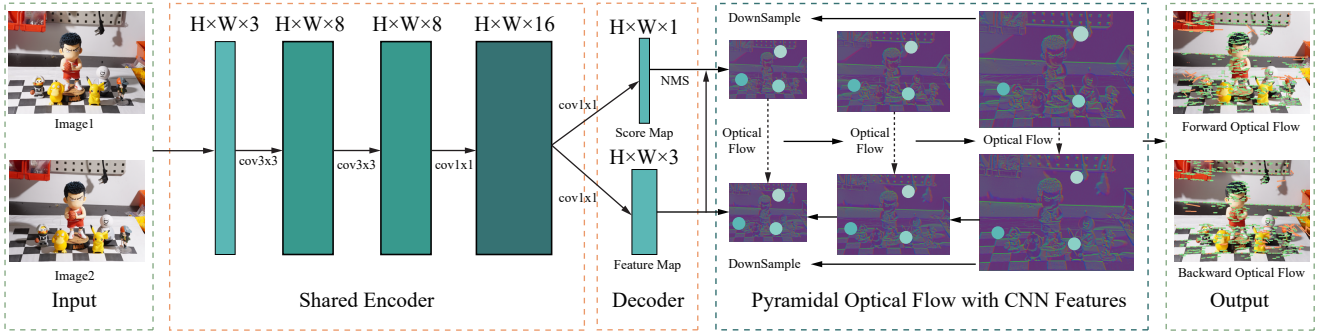 Image1
Image2
Input
H×W×3
H×W×8
H×W×8
H×W×16
cov3x3
cov3x3
cov1x1
cov1x1
cov1x1
Shared Encoder
H×W×1
NMS
Score Map
H×W×3
Feature Map
Decoder
DownSample
Optical
Flow
Optical
Flow
Optical Flow
DownSample
Pyramidal Optical Flow with CNN Features
Forward Optical Flow
Backward Optical Flow
Output